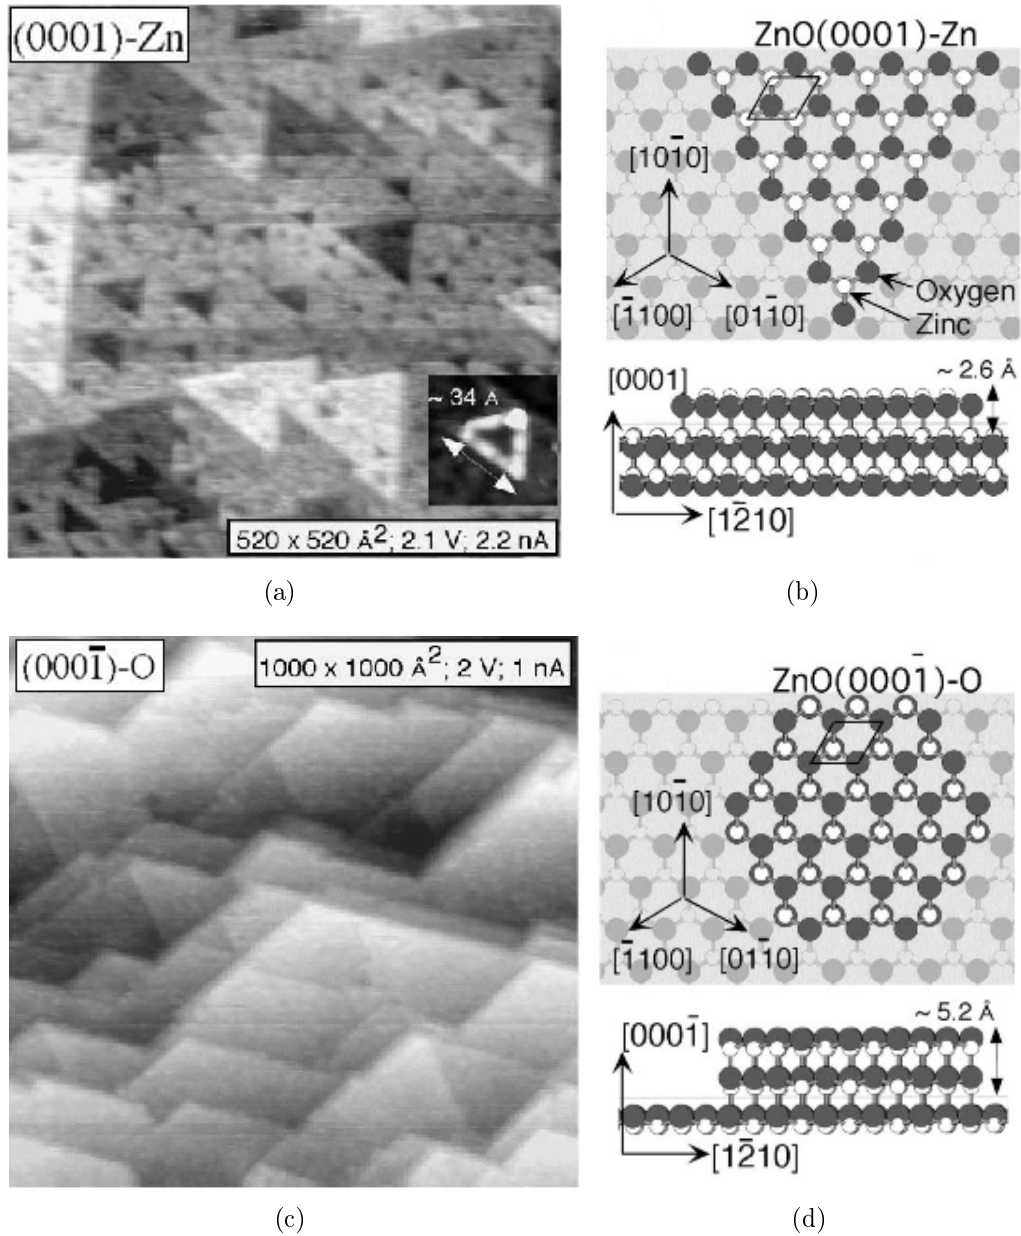 (0001)-Zn
~ 34 Å
520 x 520 Å²; 2.1 V; 2.2 nA
(a)
ZnO(0001)-Zn
[101̄0]
[1̄100]
[011̄0]
Oxygen
Zinc
[0001]
~ 2.6 Å
[12̄10]
(b)
(0001̄)-O
1000 x 1000 Å²; 2 V; 1 nA
(c)
ZnO(0001̄)-O
[101̄0]
[1̄100]
[011̄0]
[0001̄]
~ 5.2 Å
[12̄10]
(d)